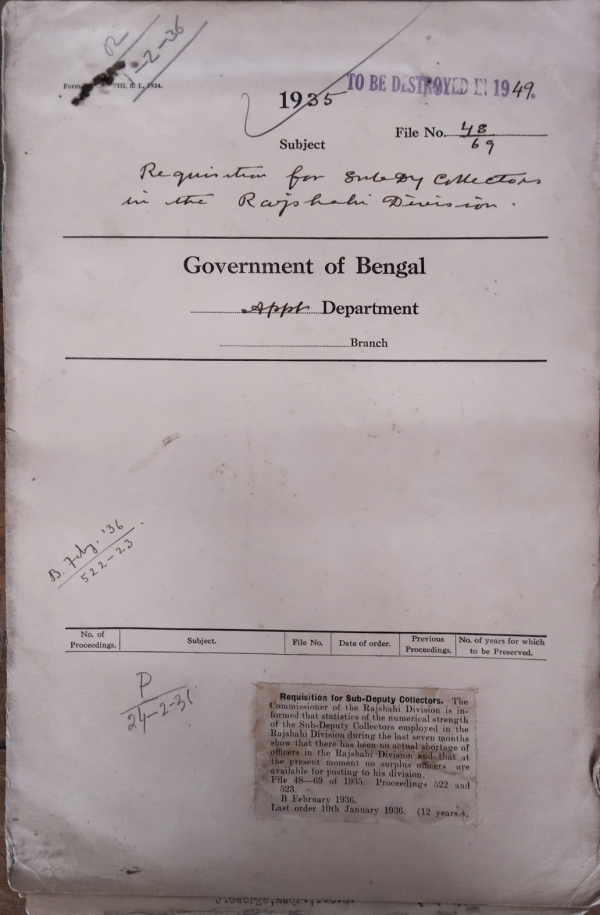 1-2-36
Form VIII, S. L., 1924.
TO BE DESTROYED IN 1949.
1935
File No. 48/69
Subject
Requisition for Sub Dy Collectors
in the Rajshahi Division.
Government of Bengal
Appt Department
Branch
B. Feby. '36
522-23
No. of Proceedings. Subject. File No. Date of order. Previous Proceedings. No. of years for which to be Preserved.
P
24-2-36
Requisition for Sub-Deputy Collectors. The
Commissioner of the Rajshahi Division is in-
formed that statistics of the numerical strength
of the Sub-Deputy Collectors employed in the
Rajshahi Division during the last seven months
show that there has been no actual shortage of
officers in the Rajshahi Division and that at
the present moment no surplus officers are
available for posting to his division.
File 4S—69 of 1935. Proceedings 522 and
523.
B February 1936.
Last order 10th January 1936. (12 years.).